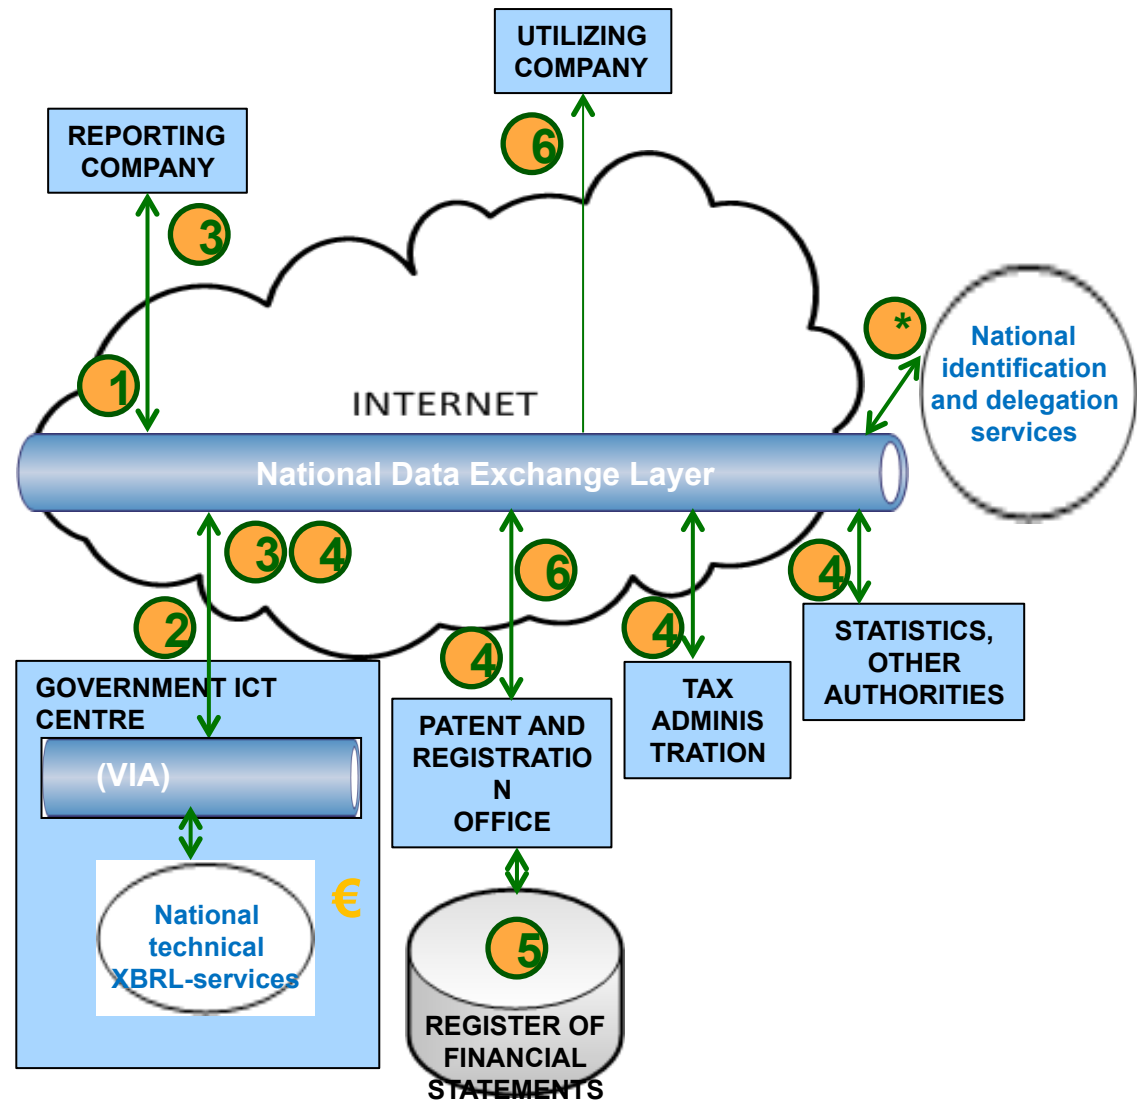 UTILIZING
COMPANY
REPORTING
COMPANY
6
3
*
National
identification
and delegation
services
1
INTERNET
National Data Exchange Layer
3
4
6
4
2
4
4
STATISTICS,
OTHER
AUTHORITIES
GOVERNMENT ICT
CENTRE
(VIA)
PATENT AND
REGISTRATIO
N
OFFICE
TAX
ADMINIS
TRATION
€
National
technical
XBRL-services
5
REGISTER OF
FINANCIAL
STATEMENTS